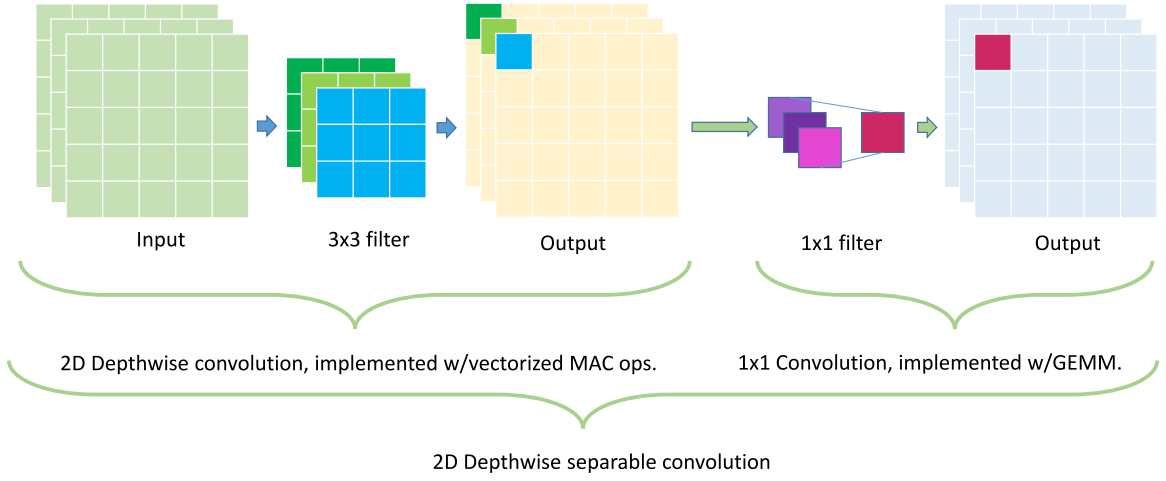 Input
3x3 filter
Output
1x1 filter
Output
2D Depthwise convolution, implemented w/vectorized MAC ops.
1x1 Convolution, implemented w/GEMM.
2D Depthwise separable convolution